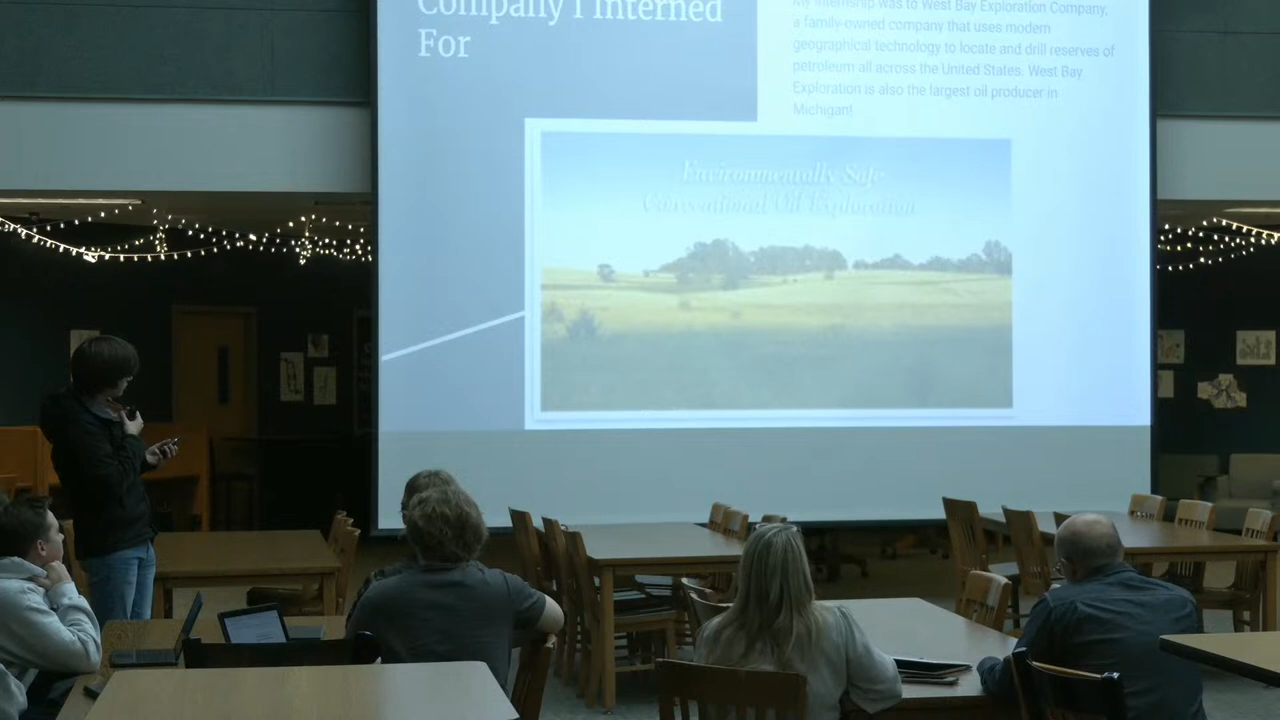 Company I Interned
For
My internship was to West Bay Exploration Company,
a family-owned company that uses modern
geographical technology to locate and drill reserves of
petroleum all across the United States. West Bay
Exploration is also the largest oil producer in
Michigan!
Environmentally Safe
Conventional Oil Exploration